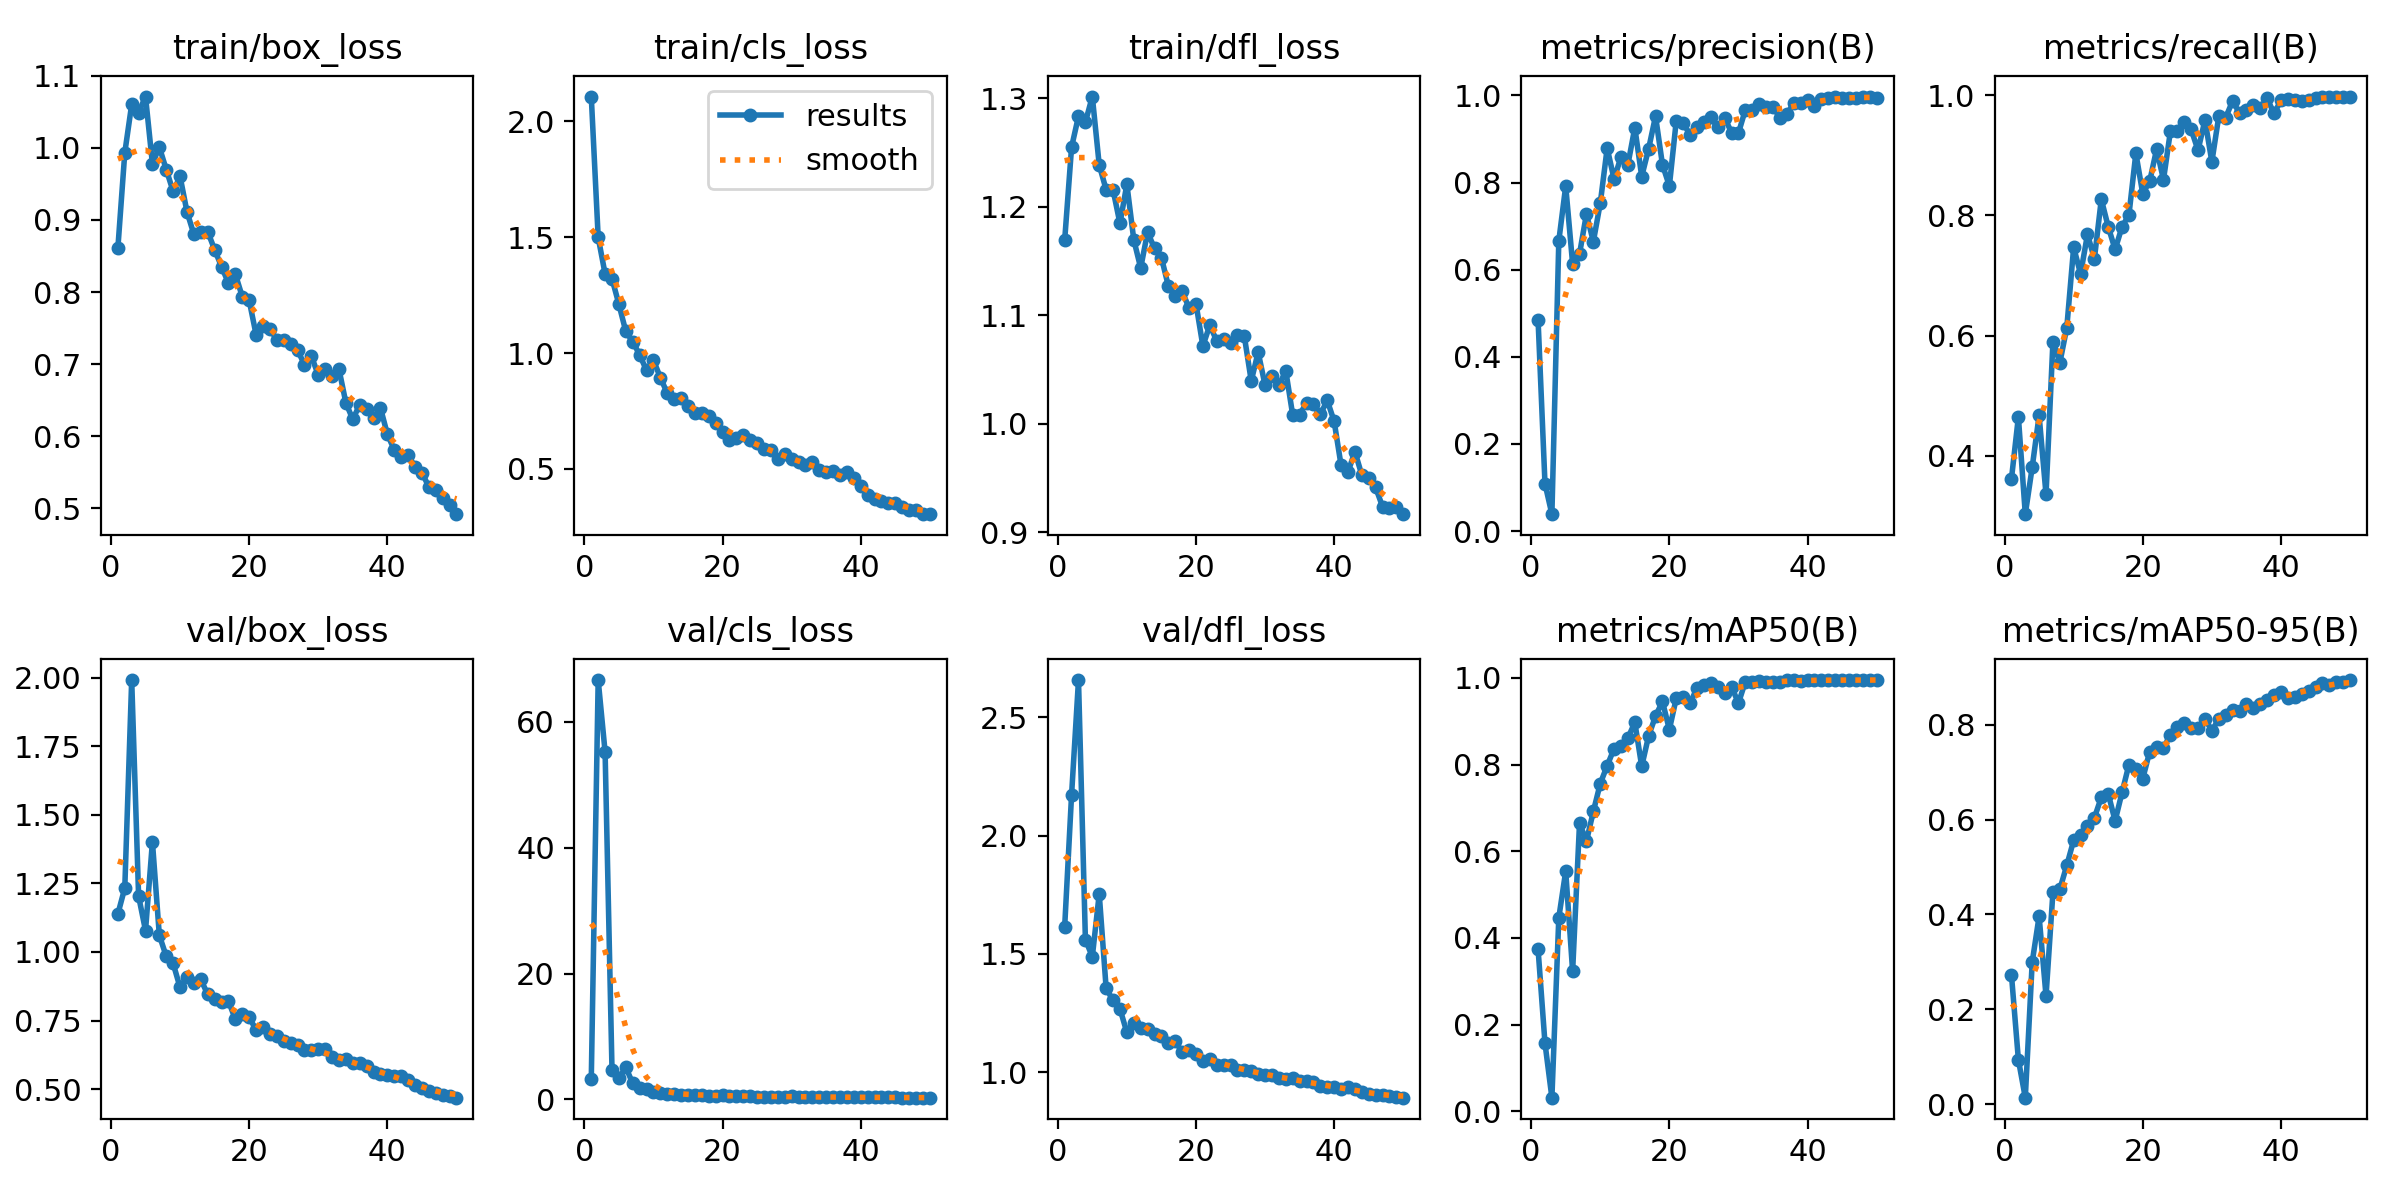 train/box_loss
1.1
1.0
0.9
0.8
0.7
0.6
0.5
0 20 40
train/cls_loss
results
smooth
2.0
1.5
1.0
0.5
0 20 40
train/dfl_loss
1.3
1.2
1.1
1.0
0.9
0 20 40
metrics/precision(B)
1.0
0.8
0.6
0.4
0.2
0.0
0 20 40
metrics/recall(B)
1.0
0.8
0.6
0.4
0 20 40
val/box_loss
2.00
1.75
1.50
1.25
1.00
0.75
0.50
0 20 40
val/cls_loss
60
40
20
0
0 20 40
val/dfl_loss
2.5
2.0
1.5
1.0
0 20 40
metrics/mAP50(B)
1.0
0.8
0.6
0.4
0.2
0.0
0 20 40
metrics/mAP50-95(B)
0.8
0.6
0.4
0.2
0.0
0 20 40